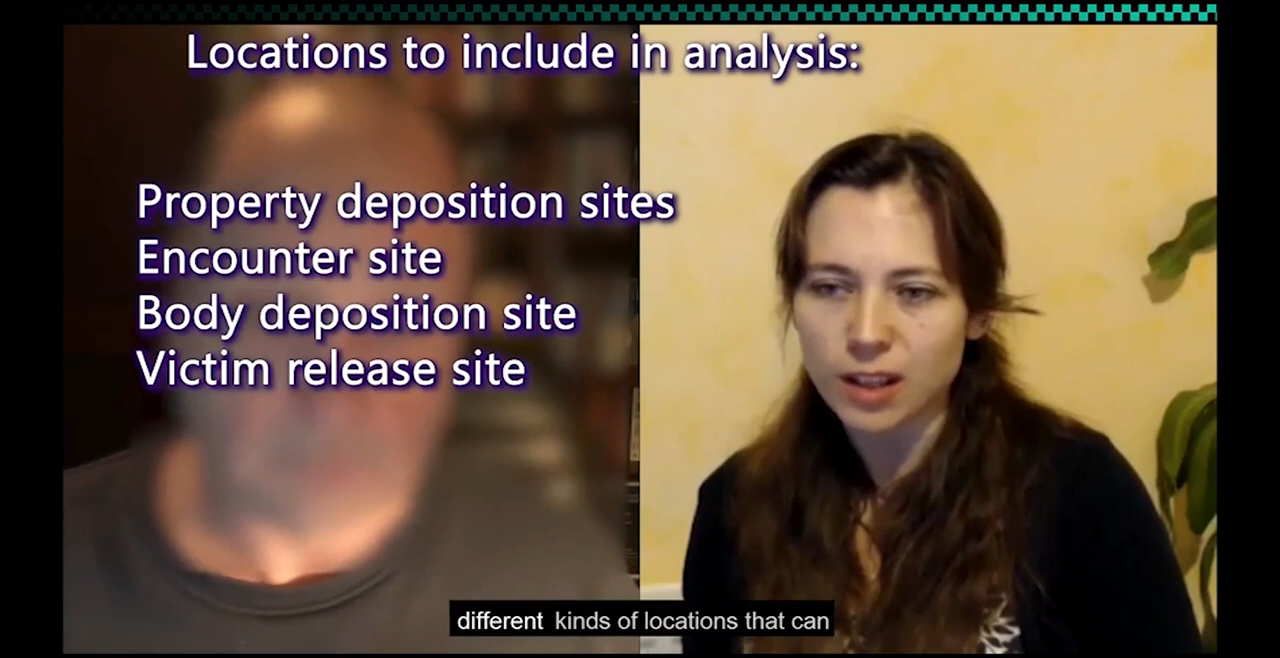 Locations to include in analysis:
Property deposition sites
Encounter site
Body deposition site
Victim release site
different kinds of locations that can